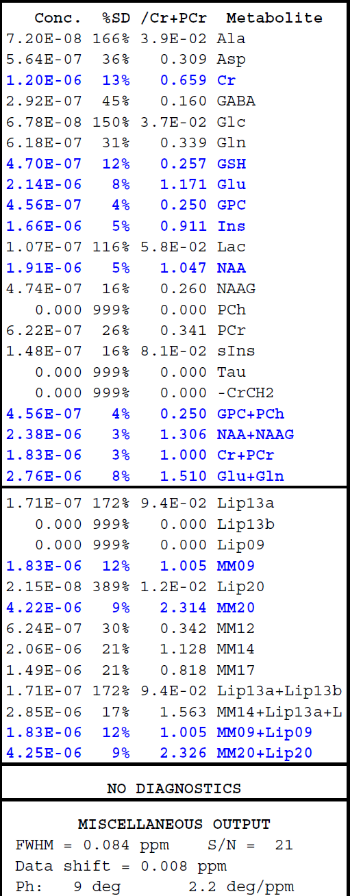 Conc. %SD /Cr+PCr Metabolite
7.20E-08 166% 3.9E-02 Ala
5.64E-07 36% 0.309 Asp
1.20E-06 13% 0.659 Cr
2.92E-07 45% 0.160 GABA
6.78E-08 150% 3.7E-02 Glc
6.18E-07 31% 0.339 Gln
4.70E-07 12% 0.257 GSH
2.14E-06 8% 1.171 Glu
4.56E-07 4% 0.250 GPC
1.66E-06 5% 0.911 Ins
1.07E-07 116% 5.8E-02 Lac
1.91E-06 5% 1.047 NAA
4.74E-07 16% 0.260 NAAG
0.000 999% 0.000 PCh
6.22E-07 26% 0.341 PCr
1.48E-07 16% 8.1E-02 sIns
0.000 999% 0.000 Tau
0.000 999% 0.000 -CrCH2
4.56E-07 4% 0.250 GPC+PCh
2.38E-06 3% 1.306 NAA+NAAG
1.83E-06 3% 1.000 Cr+PCr
2.76E-06 8% 1.510 Glu+Gln
1.71E-07 172% 9.4E-02 Lip13a
0.000 999% 0.000 Lip13b
0.000 999% 0.000 Lip09
1.83E-06 12% 1.005 MM09
2.15E-08 389% 1.2E-02 Lip20
4.22E-06 9% 2.314 MM20
6.24E-07 30% 0.342 MM12
2.06E-06 21% 1.128 MM14
1.49E-06 21% 0.818 MM17
1.71E-07 172% 9.4E-02 Lip13a+Lip13b
2.85E-06 17% 1.563 MM14+Lip13a+L
1.83E-06 12% 1.005 MM09+Lip09
4.25E-06 9% 2.326 MM20+Lip20
NO DIAGNOSTICS
MISCELLANEOUS OUTPUT
FWHM = 0.084 ppm S/N = 21
Data shift = 0.008 ppm
Ph: 9 deg 2.2 deg/ppm